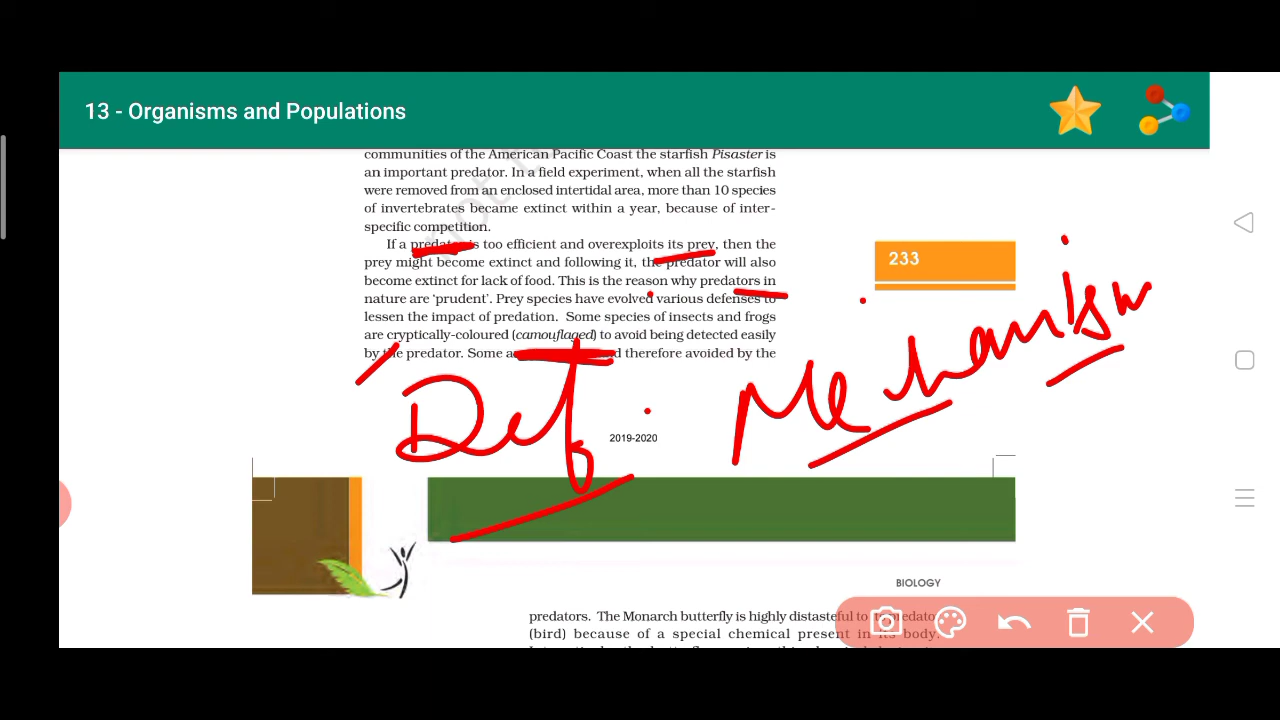 13 - Organisms and Populations
communities of the American Pacific Coast the starfish Pisaster is
an important predator. In a field experiment, when all the starfish
were removed from an enclosed intertidal area, more than 10 species
of invertebrates became extinct within a year, because of inter-
specific competition.
If a predator is too efficient and overexploits its prey, then the
prey might become extinct and following it, the predator will also
become extinct for lack of food. This is the reason why predators in
nature are ‘prudent’. Prey species have evolved various defenses to
lessen the impact of predation. Some species of insects and frogs
are cryptically-coloured (camouflaged) to avoid being detected easily
by the predator. Some therefore avoided by the
233
Def. Mechanism
2019-2020
BIOLOGY
predators. The Monarch butterfly is highly distasteful to
(bird) because of a special chemical present in its body.